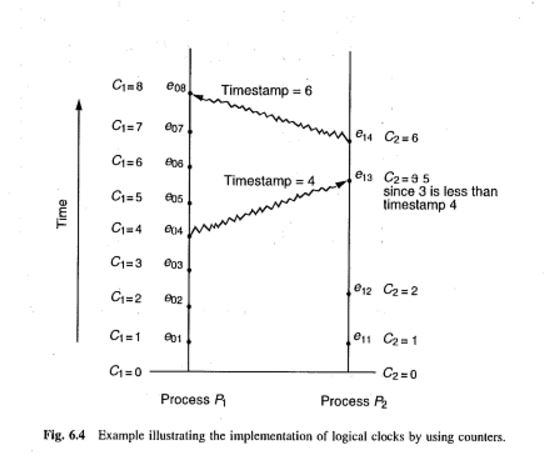 C1=8 e08 Timestamp = 6
C1=7 e07 e14 C2=6
C1=6 e06 e13 C2=3 5
Timestamp = 4 since 3 is less than
C1=5 e05 timestamp 4
C1=4 e04
Time
C1=3 e03
C1=2 e02 e12 C2=2
C1=1 e01 e11 C2=1
C1=0 C2=0
Process P1 Process P2
Fig. 6.4 Example illustrating the implementation of logical clocks by using counters.